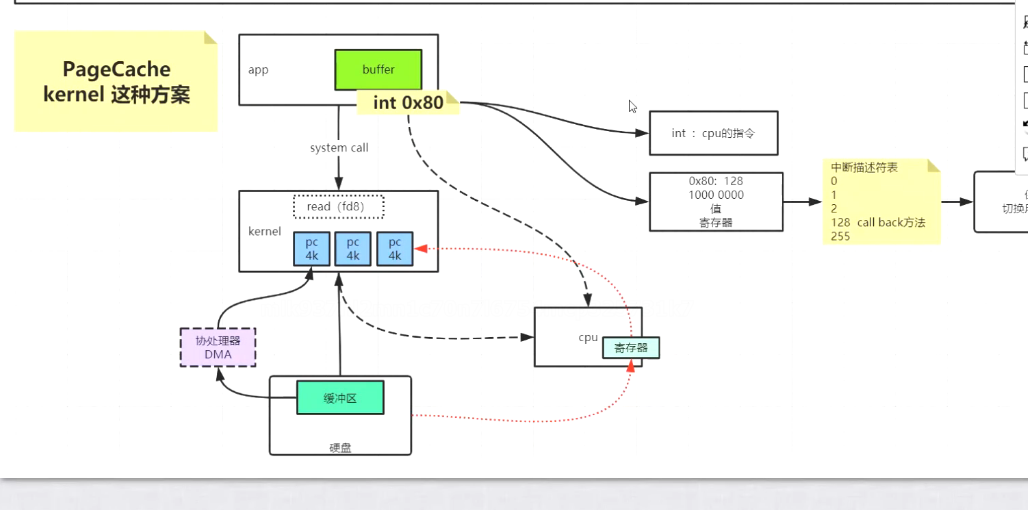 PageCache
kernel 这种方案
app
buffer
int 0x80
system call
int ：cpu的指令
0x80：128
1000 0000
值
寄存器
中断描述符表
0
1
2
128 call back方法
255
切换
read（fd8）
kernel
pc
4k
pc
4k
pc
4k
协处理器
DMA
cpu
寄存器
缓冲区
硬盘